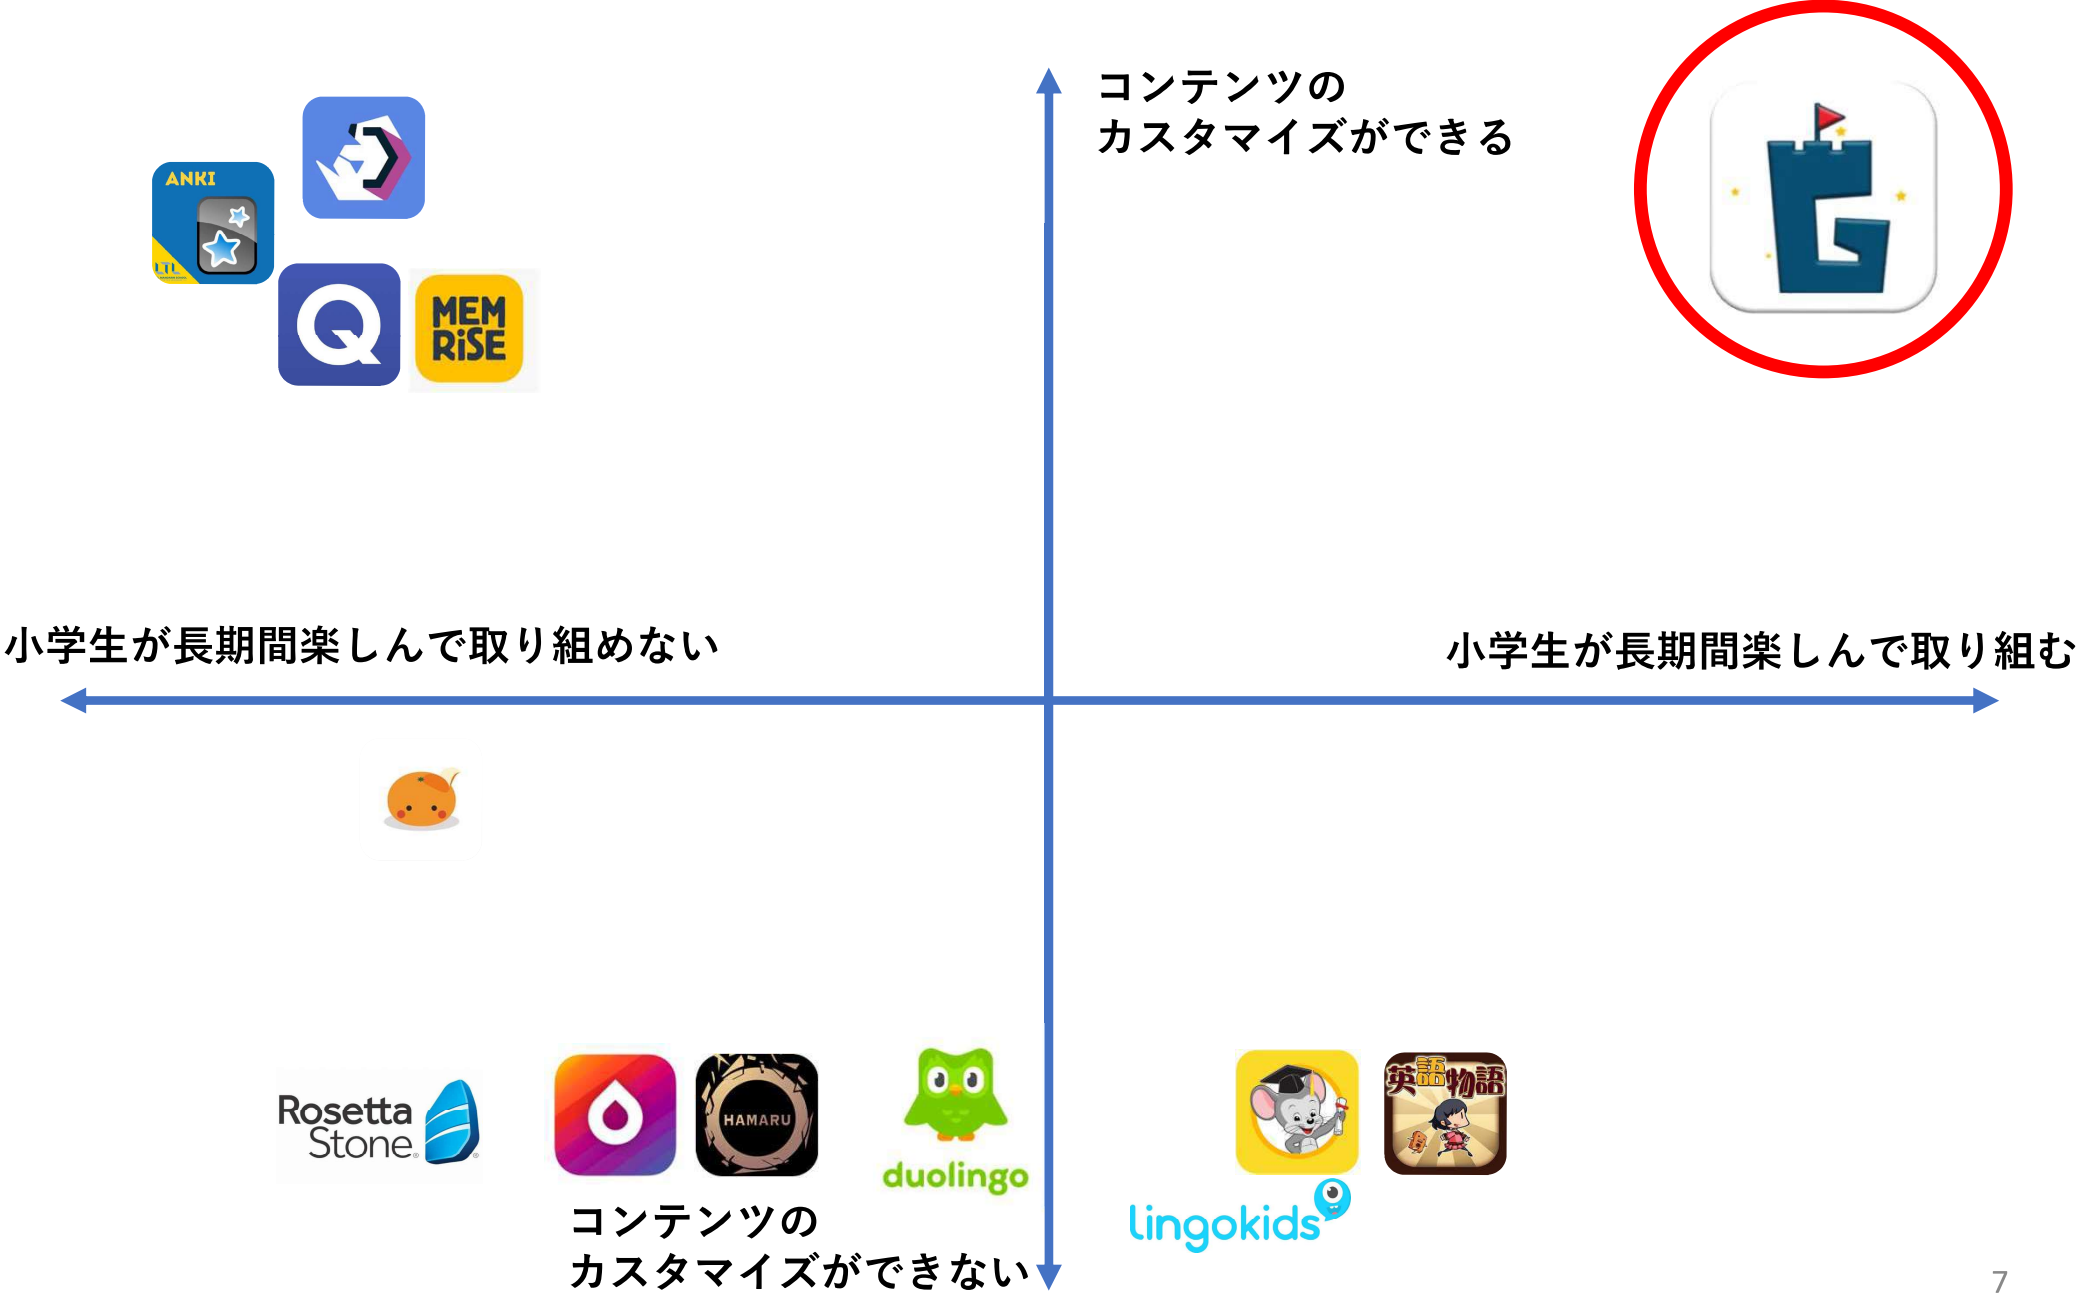 コンテンツの
カスタマイズができる
ANKI
LTL
Q
MEM
RiSE
G
小学生が長期間楽しんで取り組めない
小学生が長期間楽しんで取り組む
Rosetta
Stone
HAMARU
duolingo
英語物語
lingokids
コンテンツの
カスタマイズができない
7